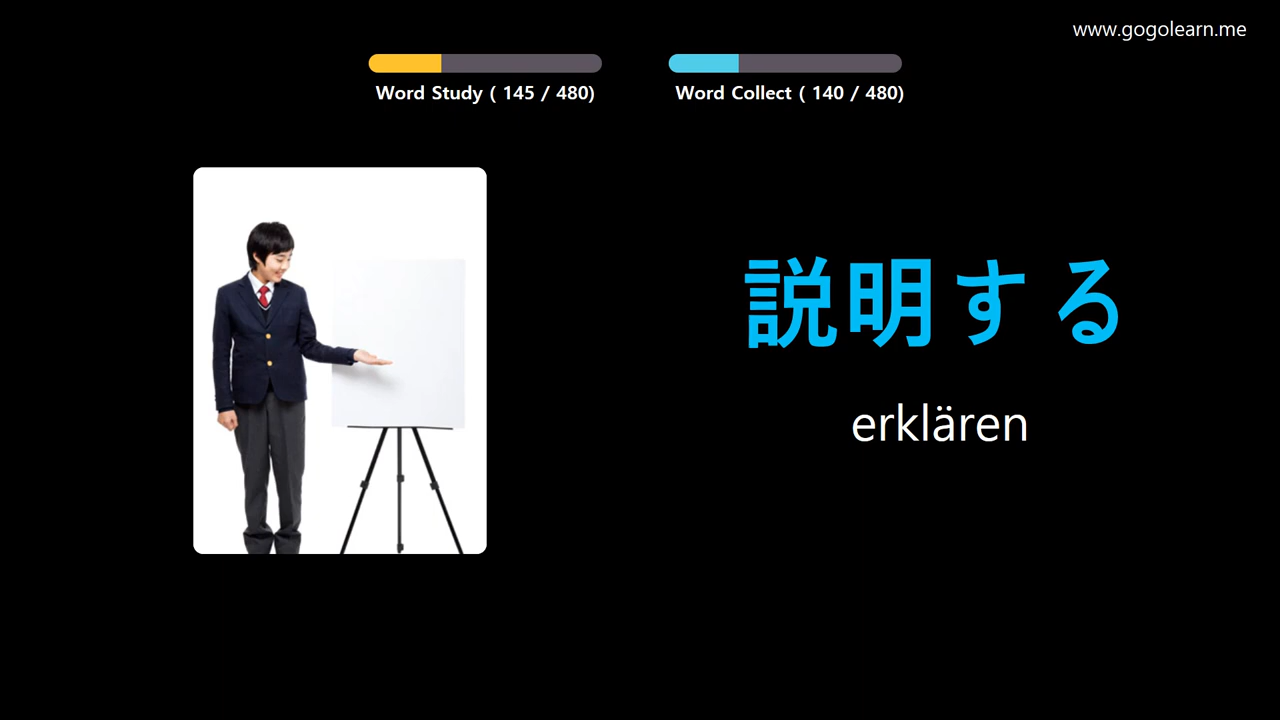 www.gogolearn.me
Word Study ( 145 / 480)
Word Collect ( 140 / 480)
説明する
erklären